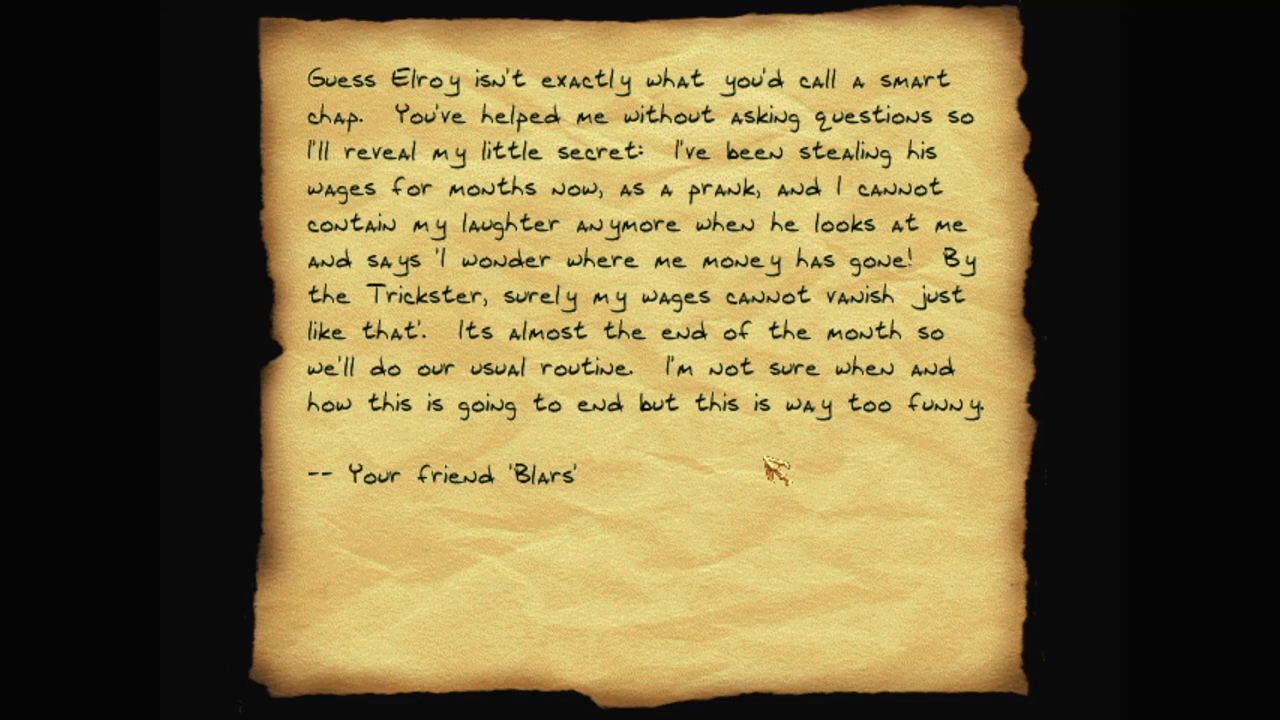 Guess Elroy isn't exactly what you'd call a smart
chap. You've helped me without asking questions so
I'll reveal my little secret: I've been stealing his
wages for months now, as a prank, and I cannot
contain my laughter anymore when he looks at me
and says 'I wonder where me money has gone! By
the Trickster, surely my wages cannot vanish just
like that'. Its almost the end of the month so
we'll do our usual routine. I'm not sure when and
how this is going to end but this is way too funny.
-- Your friend 'Blars'